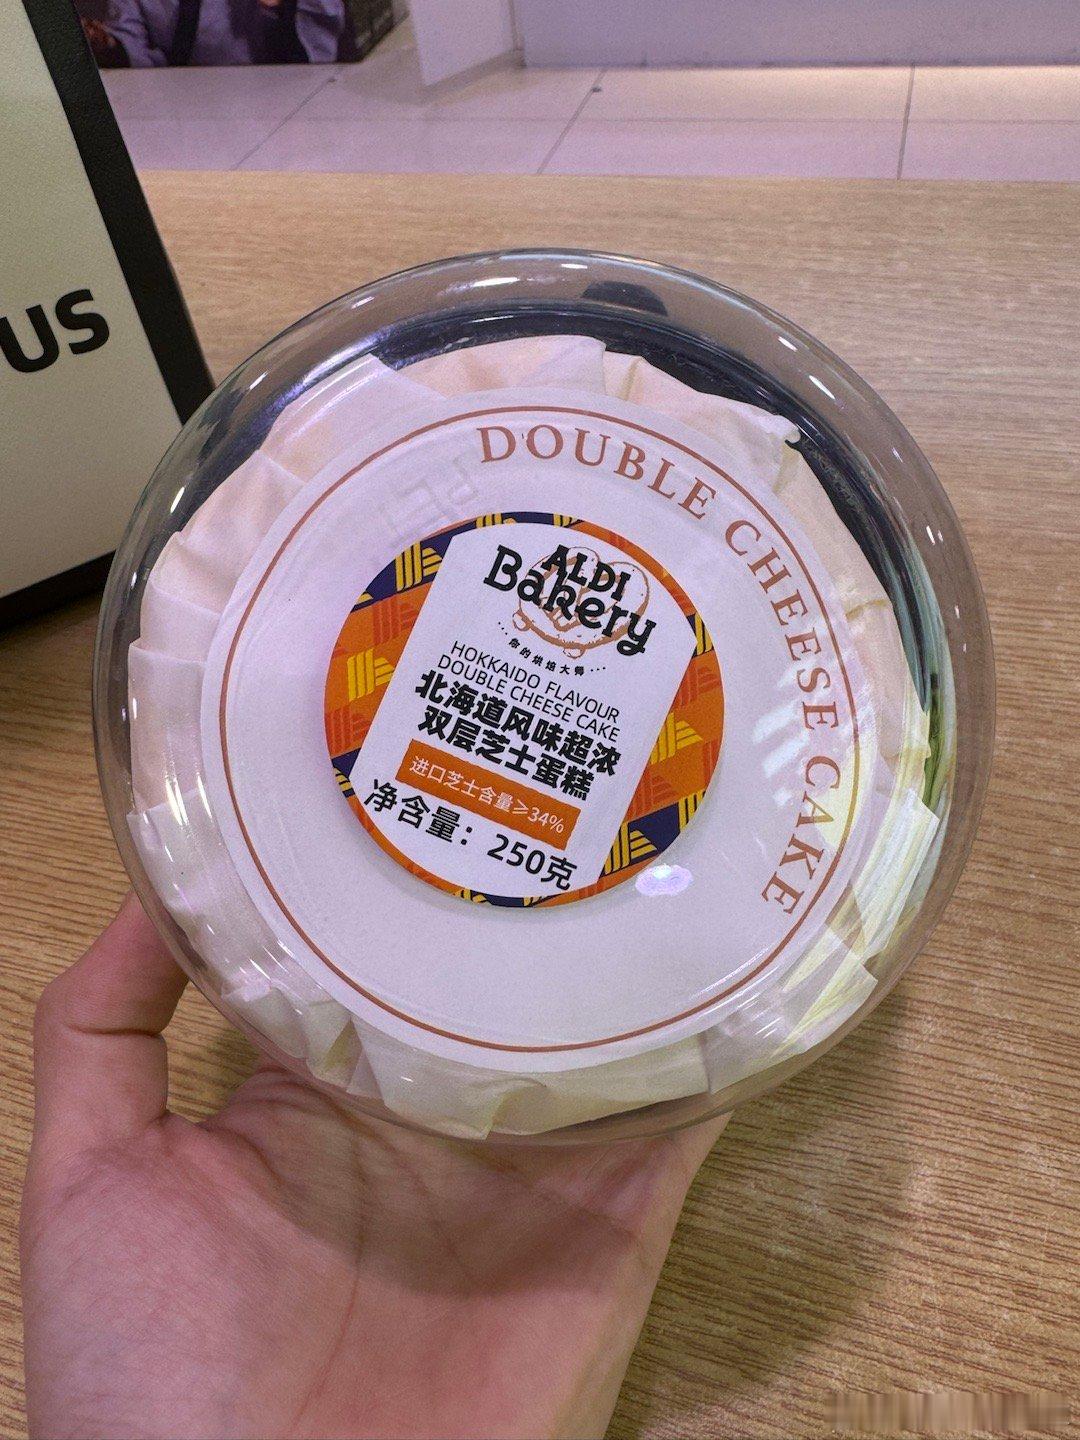 US
DOUBLE CHEESE CAKE
ALDI
Bakery
你的烘焙大师
HOKKAIDO FLAVOUR
DOUBLE CHEESE CAKE
北海道风味超浓
双层芝士蛋糕
进口芝士含量≥34%
净含量：250克